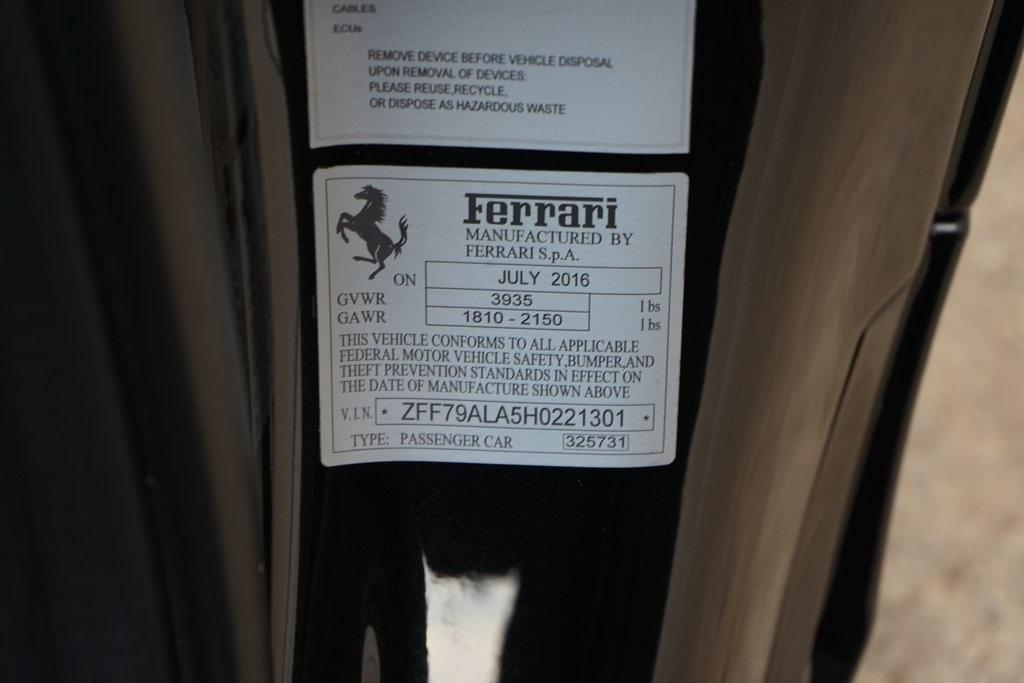 CABLES
ECUs
REMOVE DEVICE BEFORE VEHICLE DISPOSAL
UPON REMOVAL OF DEVICES:
PLEASE REUSE,RECYCLE,
OR DISPOSE AS HAZARDOUS WASTE
Ferrari
MANUFACTURED BY
FERRARI S.p.A.
ON JULY 2016
GVWR 3935 lbs
GAWR 1810 - 2150 lbs
THIS VEHICLE CONFORMS TO ALL APPLICABLE
FEDERAL MOTOR VEHICLE SAFETY,BUMPER,AND
THEFT PREVENTION STANDARDS IN EFFECT ON
THE DATE OF MANUFACTURE SHOWN ABOVE
V.I.N. * ZFF79ALA5H0221301 *
TYPE: PASSENGER CAR 325731